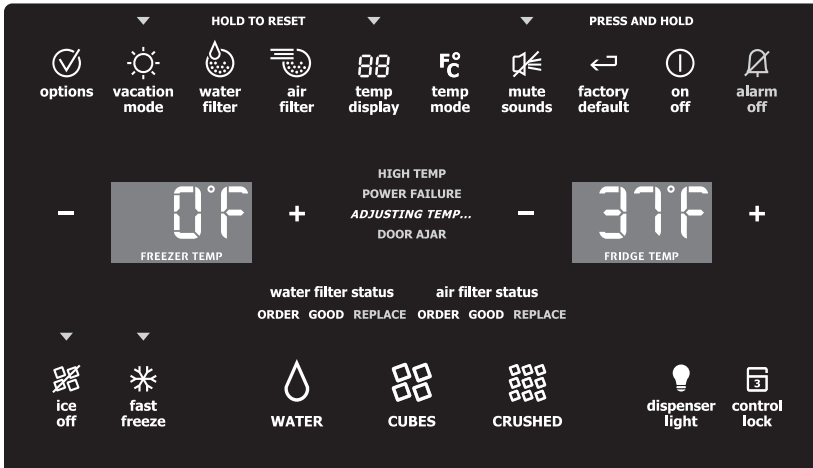 HOLD TO RESET PRESS AND HOLD
88 F°C
options vacation mode water filter air filter temp display temp mode mute sounds factory default on off alarm off
HIGH TEMP
POWER FAILURE
- 0°F + ADJUSTING TEMP... - 37°F +
DOOR AJAR
FREEZER TEMP FRIDGE TEMP
water filter status air filter status
ORDER GOOD REPLACE ORDER GOOD REPLACE
3
ice off fast freeze WATER CUBES CRUSHED dispenser light control lock